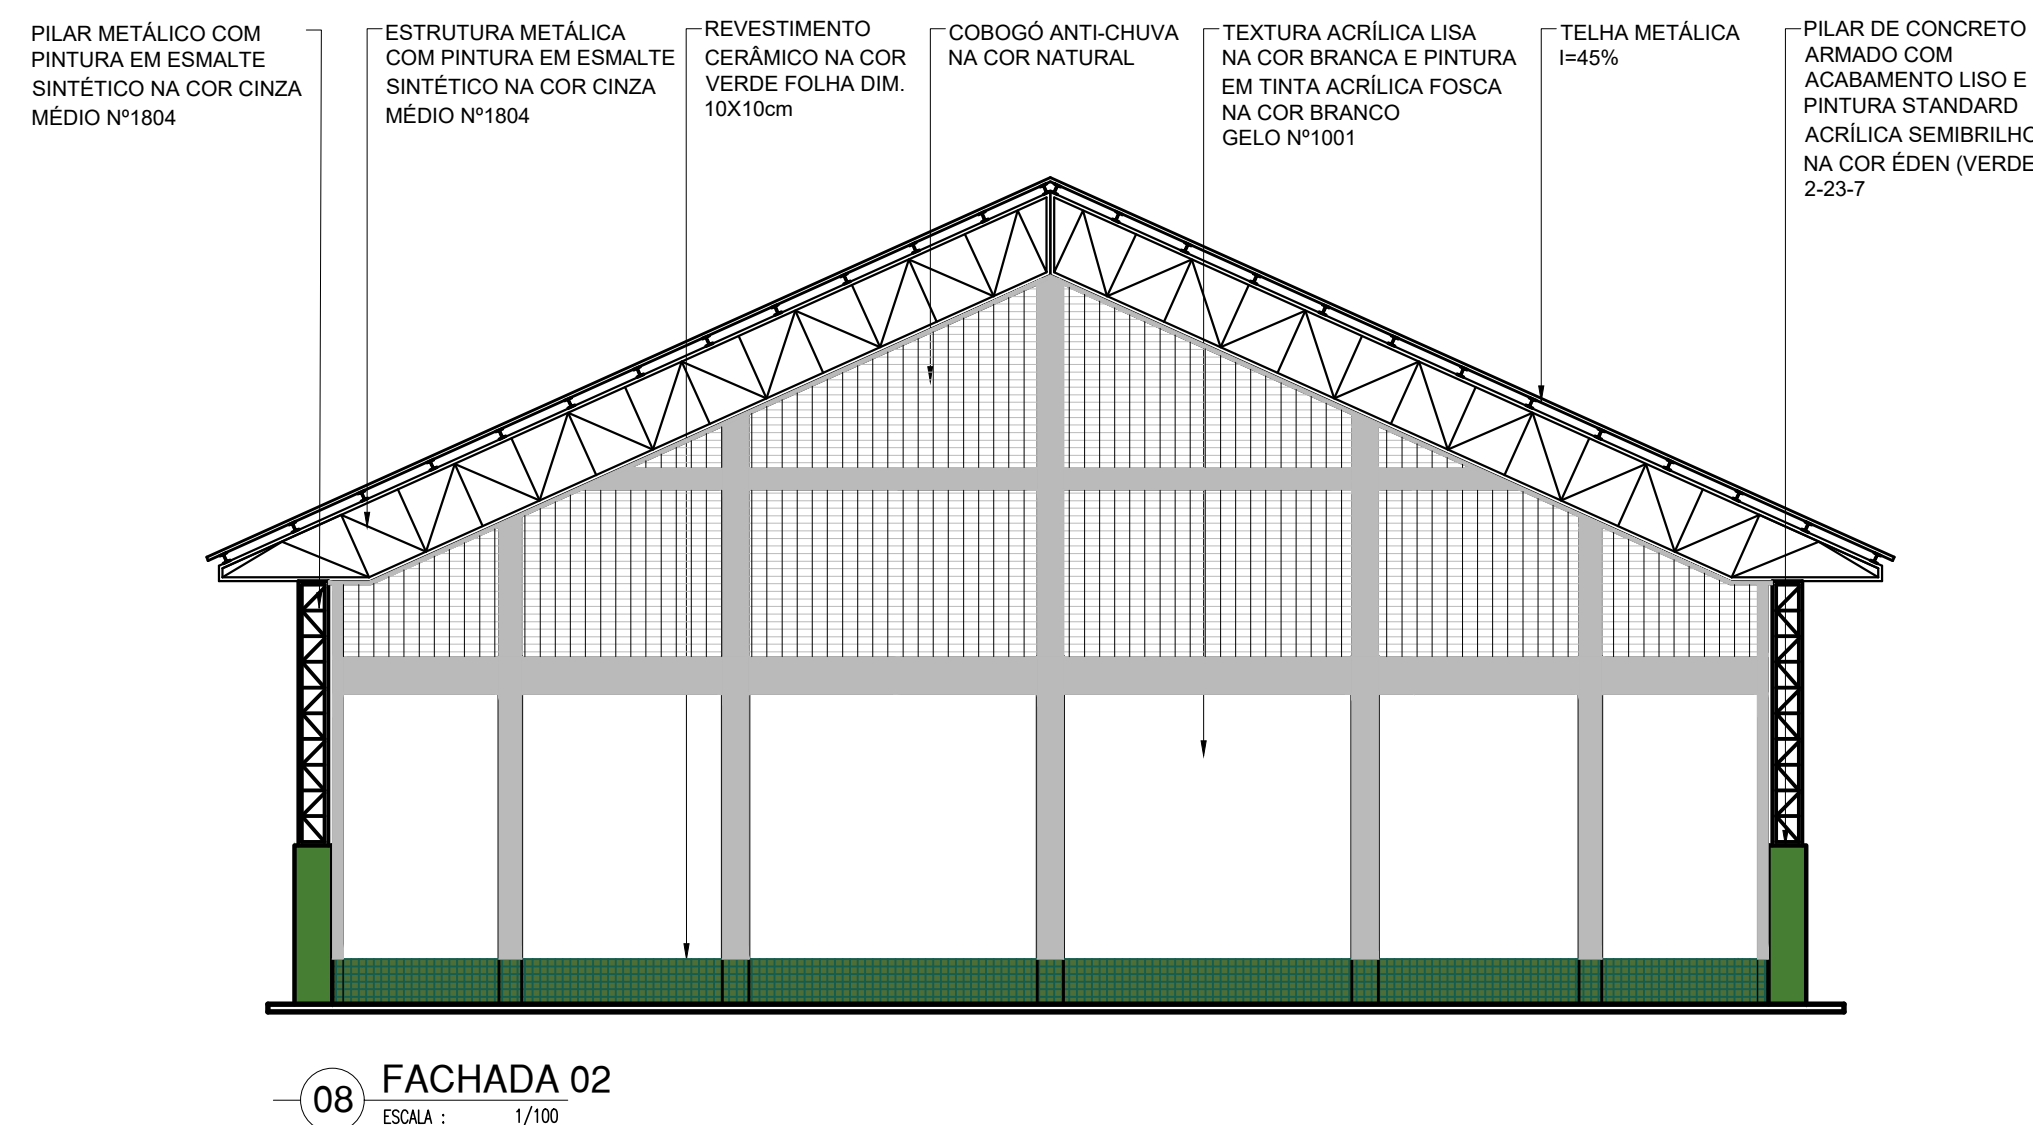 PILAR METÁLICO COM
PINTURA EM ESMALTE
SINTÉTICO NA COR CINZA
MÉDIO Nº1804
ESTRUTURA METÁLICA
COM PINTURA EM ESMALTE
SINTÉTICO NA COR CINZA
MÉDIO Nº1804
REVESTIMENTO
CERÂMICO NA COR
VERDE FOLHA DIM.
10X10cm
COBOGÓ ANTI-CHUVA
NA COR NATURAL
TEXTURA ACRÍLICA LISA
NA COR BRANCA E PINTURA
EM TINTA ACRÍLICA FOSCA
NA COR BRANCO
GELO Nº1001
TELHA METÁLICA
I=45%
PILAR DE CONCRETO
ARMADO COM
ACABAMENTO LISO E
PINTURA STANDARD
ACRÍLICA SEMIBRILHO
NA COR ÉDEN (VERDE
2-23-7
08 FACHADA 02
ESCALA : 1/100